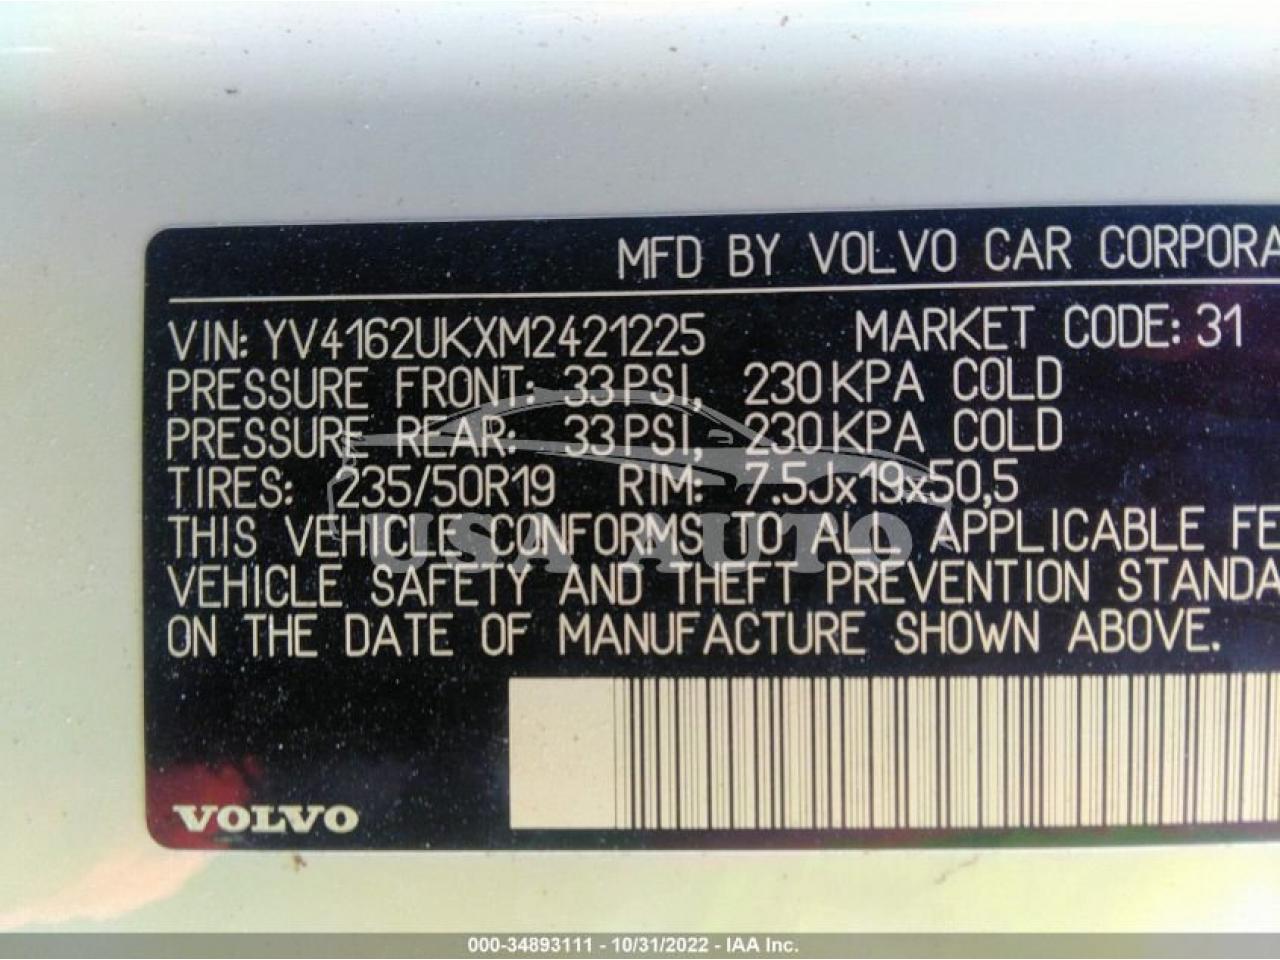 MFD BY VOLVO CAR CORPORA
VIN: YV4162UKXM2421225 MARKET CODE: 31
PRESSURE FRONT: 33 PSI, 230 KPA COLD
PRESSURE REAR: 33 PSI, 230 KPA COLD
TIRES: 235/50R19 RIM: 7.5Jx19x50,5
USA AUTO
THIS VEHICLE CONFORMS TO ALL APPLICABLE FE
VEHICLE SAFETY AND THEFT PREVENTION STANDA
ON THE DATE OF MANUFACTURE SHOWN ABOVE.
VOLVO
000-34893111 - 10/31/2022 - IAA Inc.